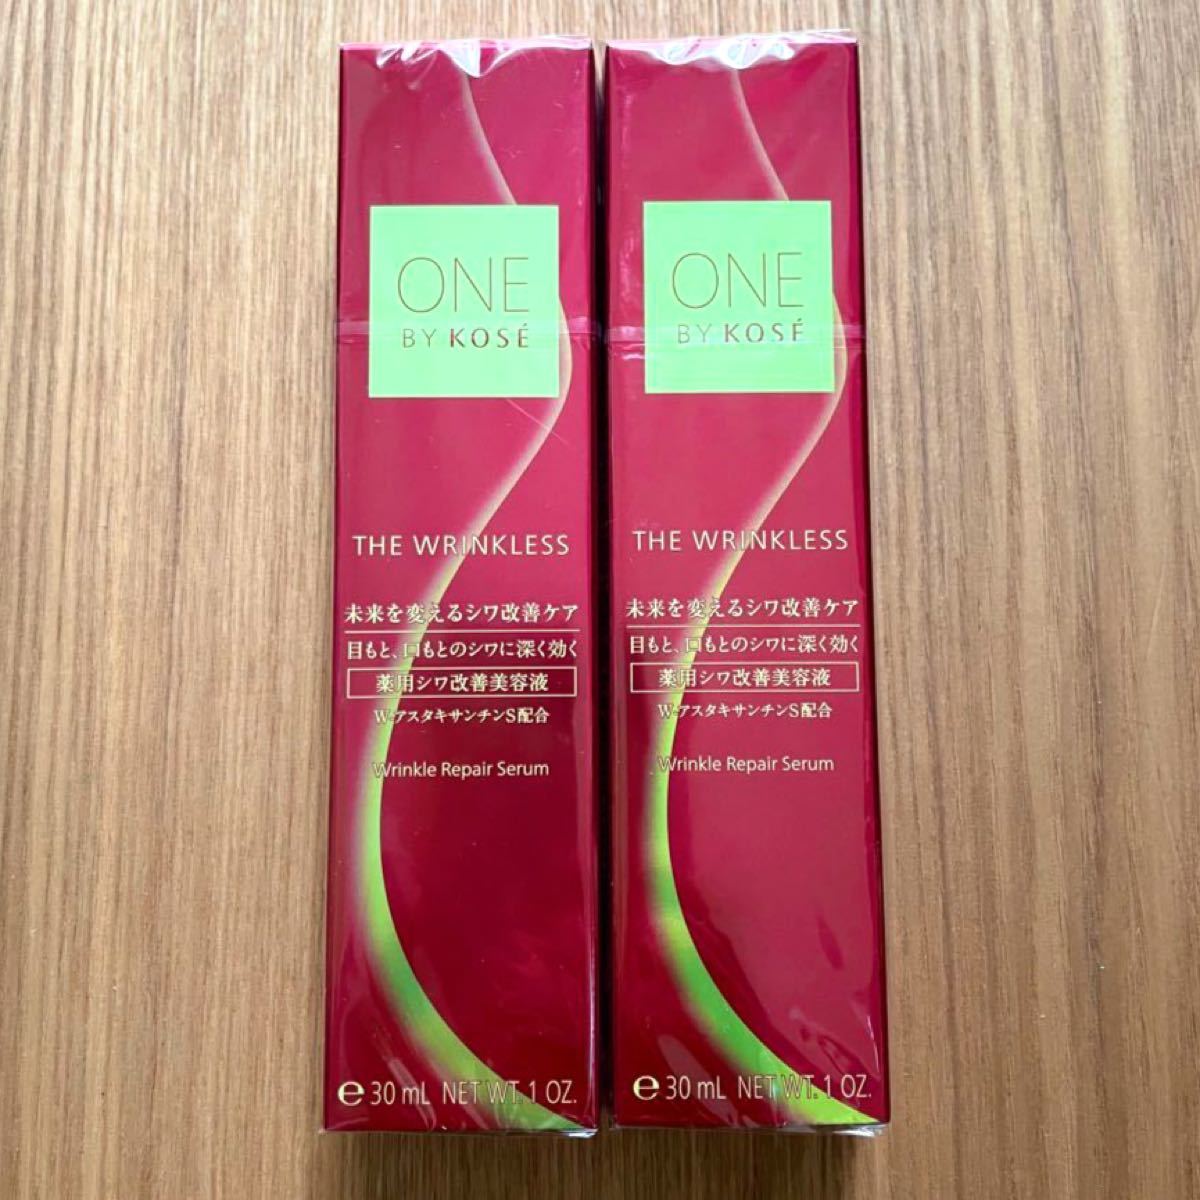 ONE
BY KOSÉ
THE WRINKLESS
未来を変えるシワ改善ケア
目もと、口もとのシワに深く効く
薬用シワ改善美容液
W-アスタキサンチンS配合
Wrinkle Repair Serum
℮ 30 mL NET WT. 1 OZ.
ONE
BY KOSÉ
THE WRINKLESS
未来を変えるシワ改善ケア
目もと、口もとのシワに深く効く
薬用シワ改善美容液
W-アスタキサンチンS配合
Wrinkle Repair Serum
℮ 30 mL NET WT. 1 OZ.